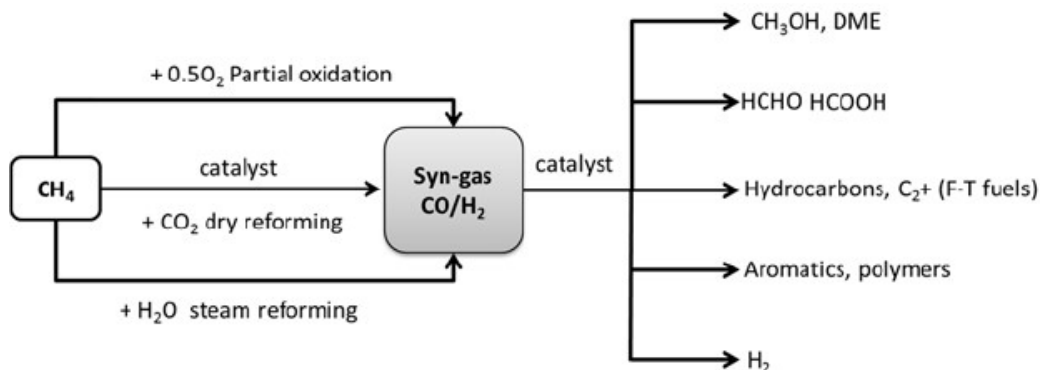 CH₃OH, DME
+ 0.5O₂ Partial oxidation
HCHO HCOOH
CH₄
catalyst
+ CO₂ dry reforming
Syn-gas
CO/H₂
catalyst
Hydrocarbons, C₂+ (F-T fuels)
Aromatics, polymers
+ H₂O steam reforming
H₂